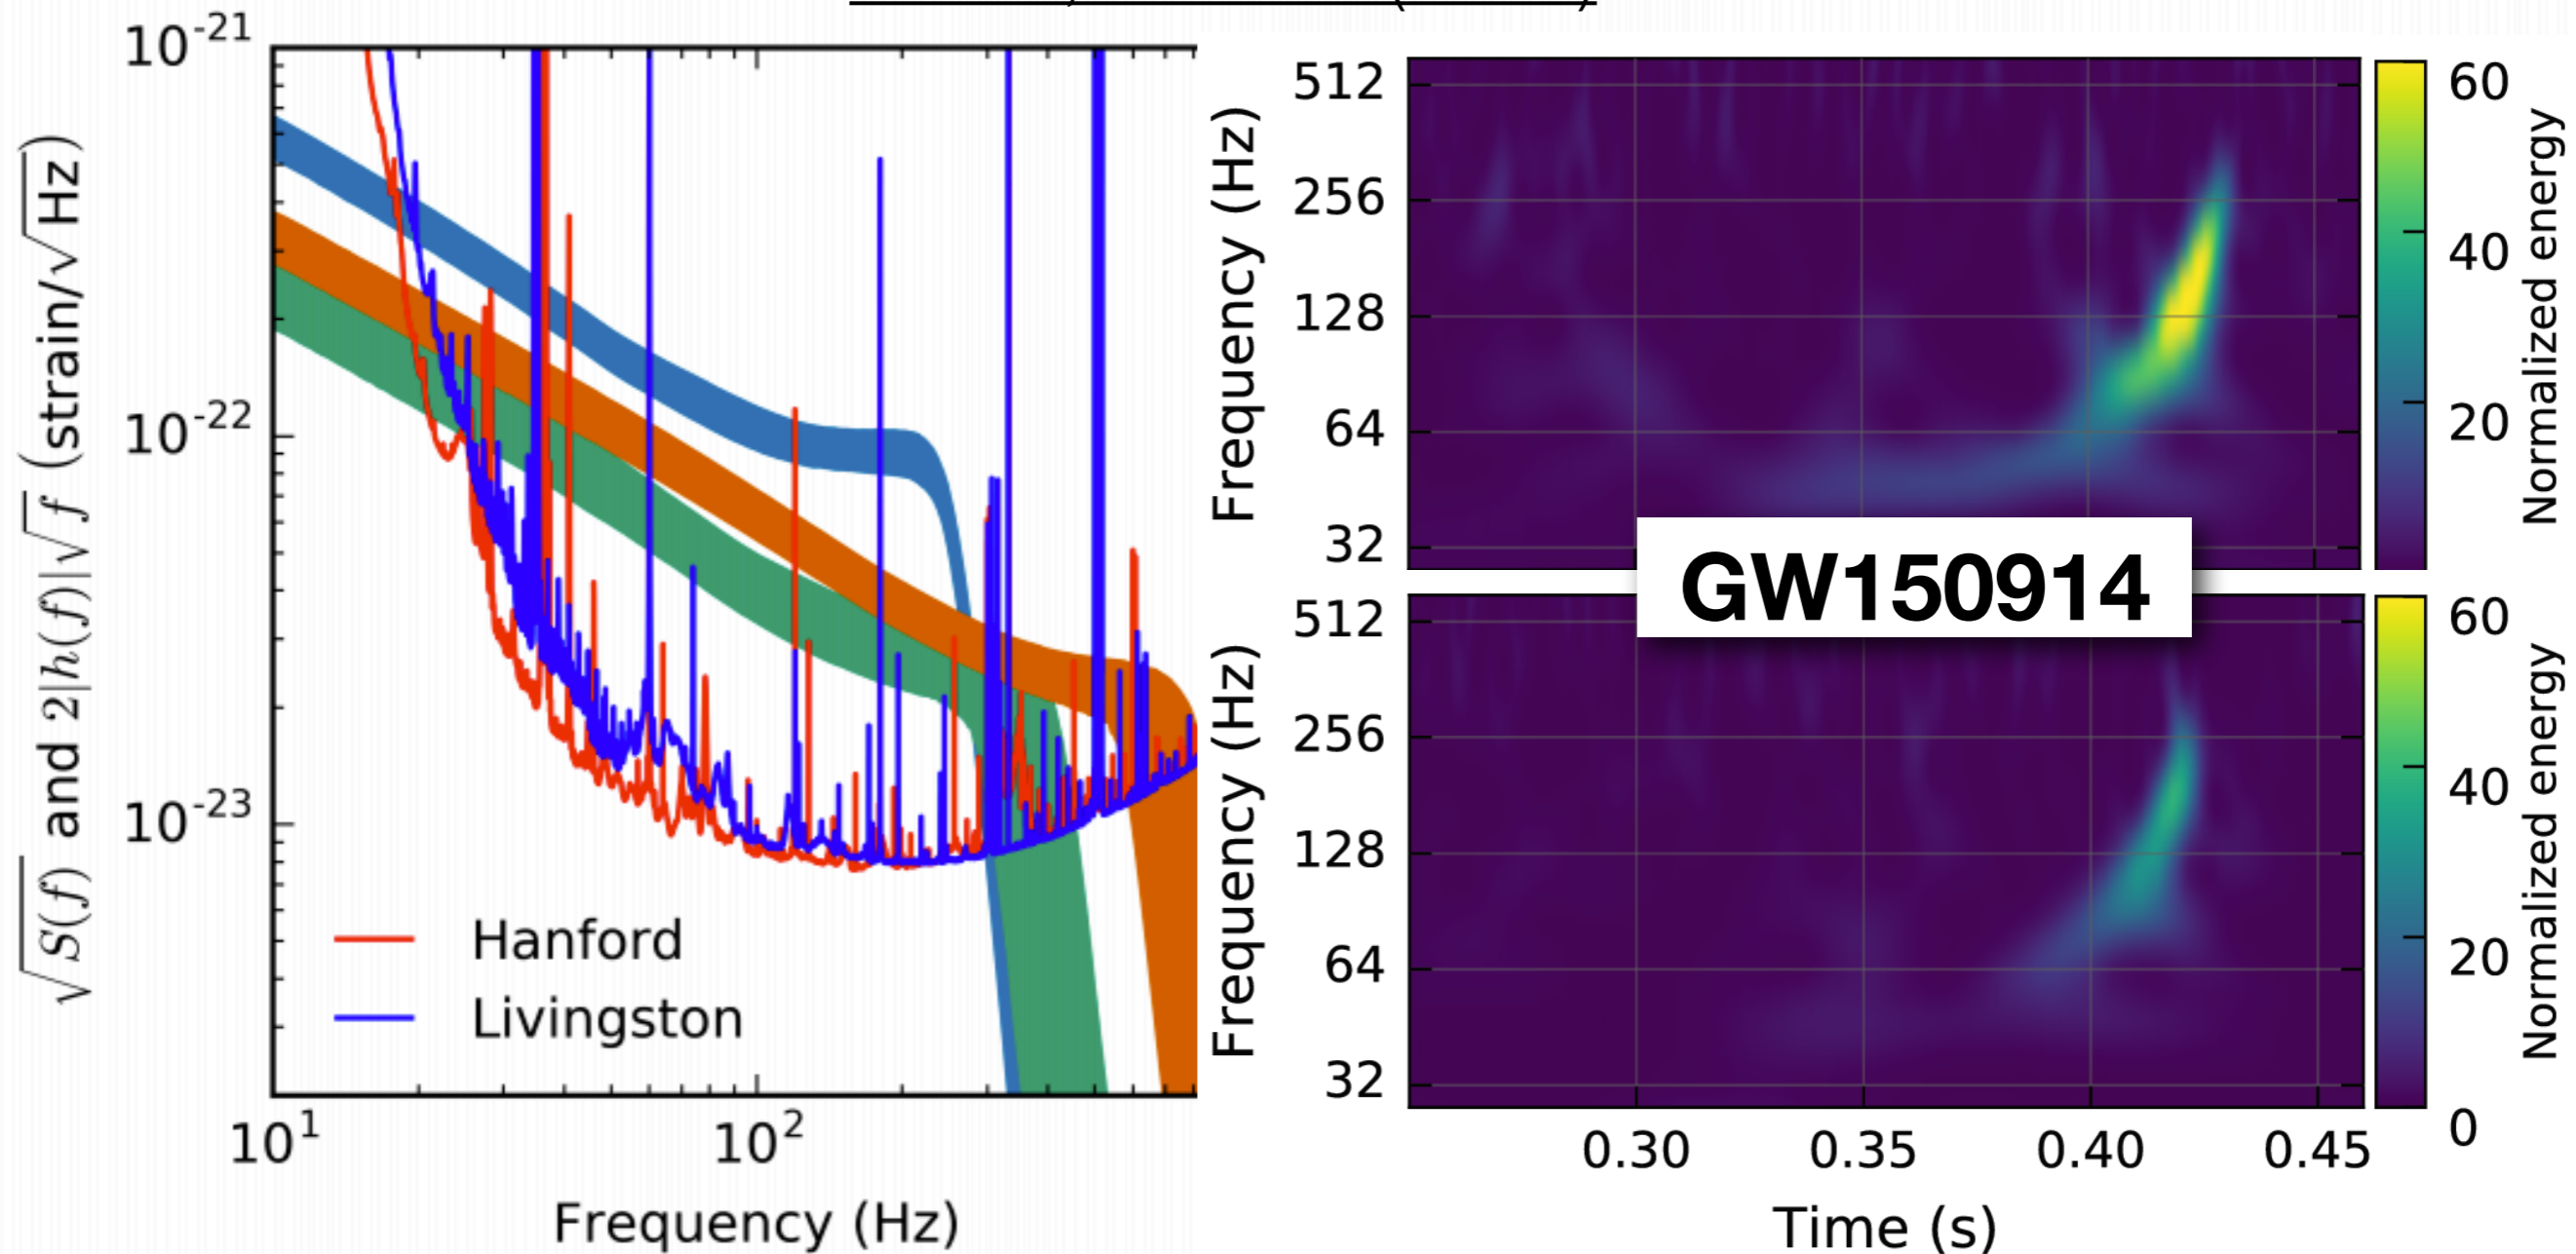 10^-21
10^-22
10^-23
√S(f) and 2|h(f)|√f (strain/√Hz)
Hanford
Livingston
10^1
10^2
Frequency (Hz)
512
256
128
64
32
Frequency (Hz)
60
40
20
Normalized energy
GW150914
512
256
128
64
32
Frequency (Hz)
60
40
20
0
Normalized energy
0.30
0.35
0.40
0.45
Time (s)